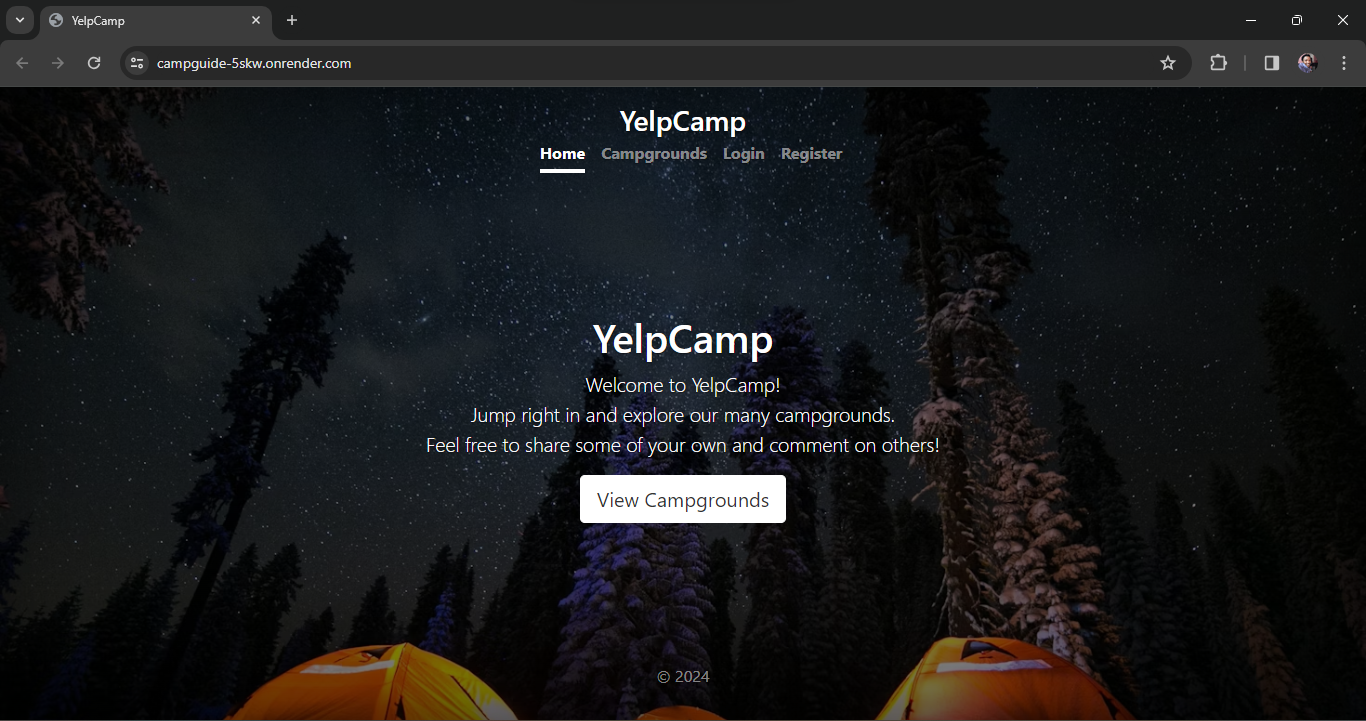 YelpCamp
campguide-5skw.onrender.com
YelpCamp
Home Campgrounds Login Register
YelpCamp
Welcome to YelpCamp!
Jump right in and explore our many campgrounds.
Feel free to share some of your own and comment on others!
View Campgrounds
© 2024